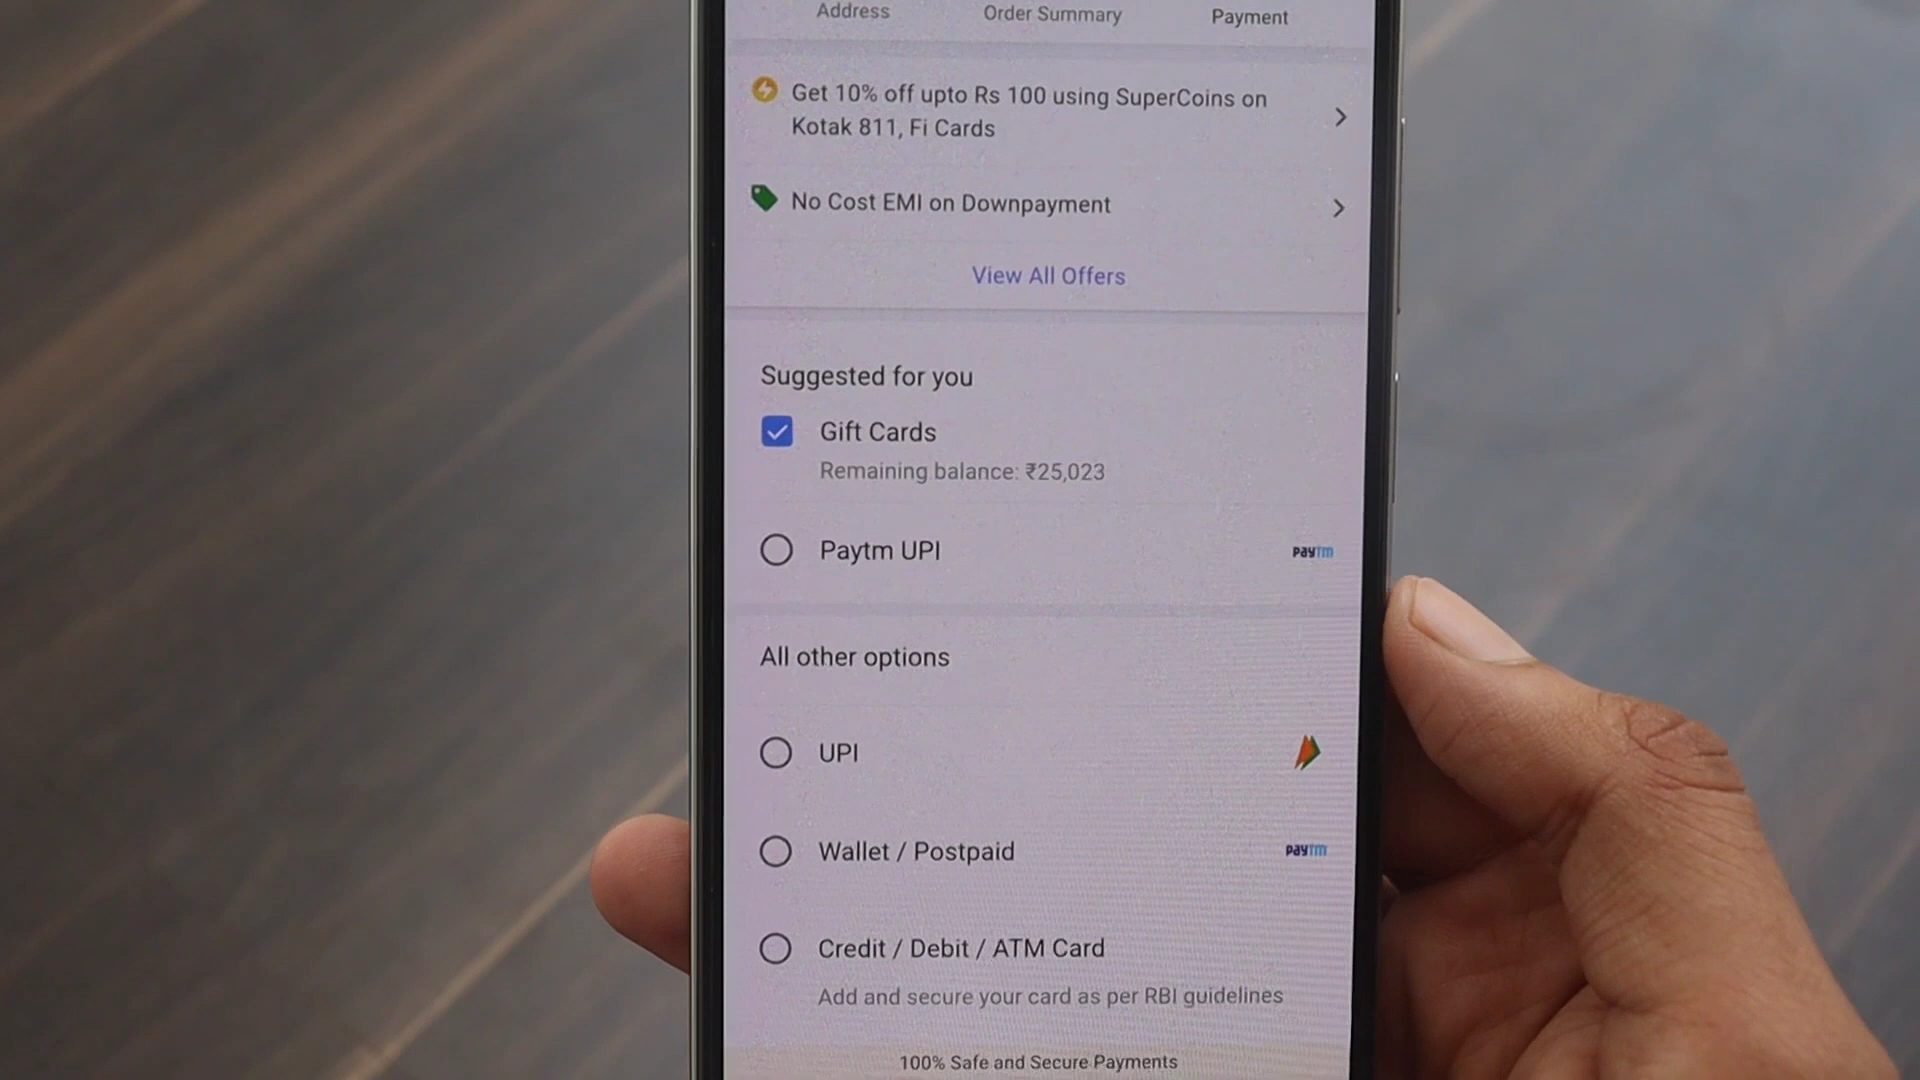 Address
Order Summary
Payment
Get 10% off upto Rs 100 using SuperCoins on
Kotak 811, Fi Cards
No Cost EMI on Downpayment
View All Offers
Suggested for you
Gift Cards
Remaining balance: ₹25,023
Paytm UPI
paytm
All other options
UPI
Wallet / Postpaid
paytm
Credit / Debit / ATM Card
Add and secure your card as per RBI guidelines
100% Safe and Secure Payments